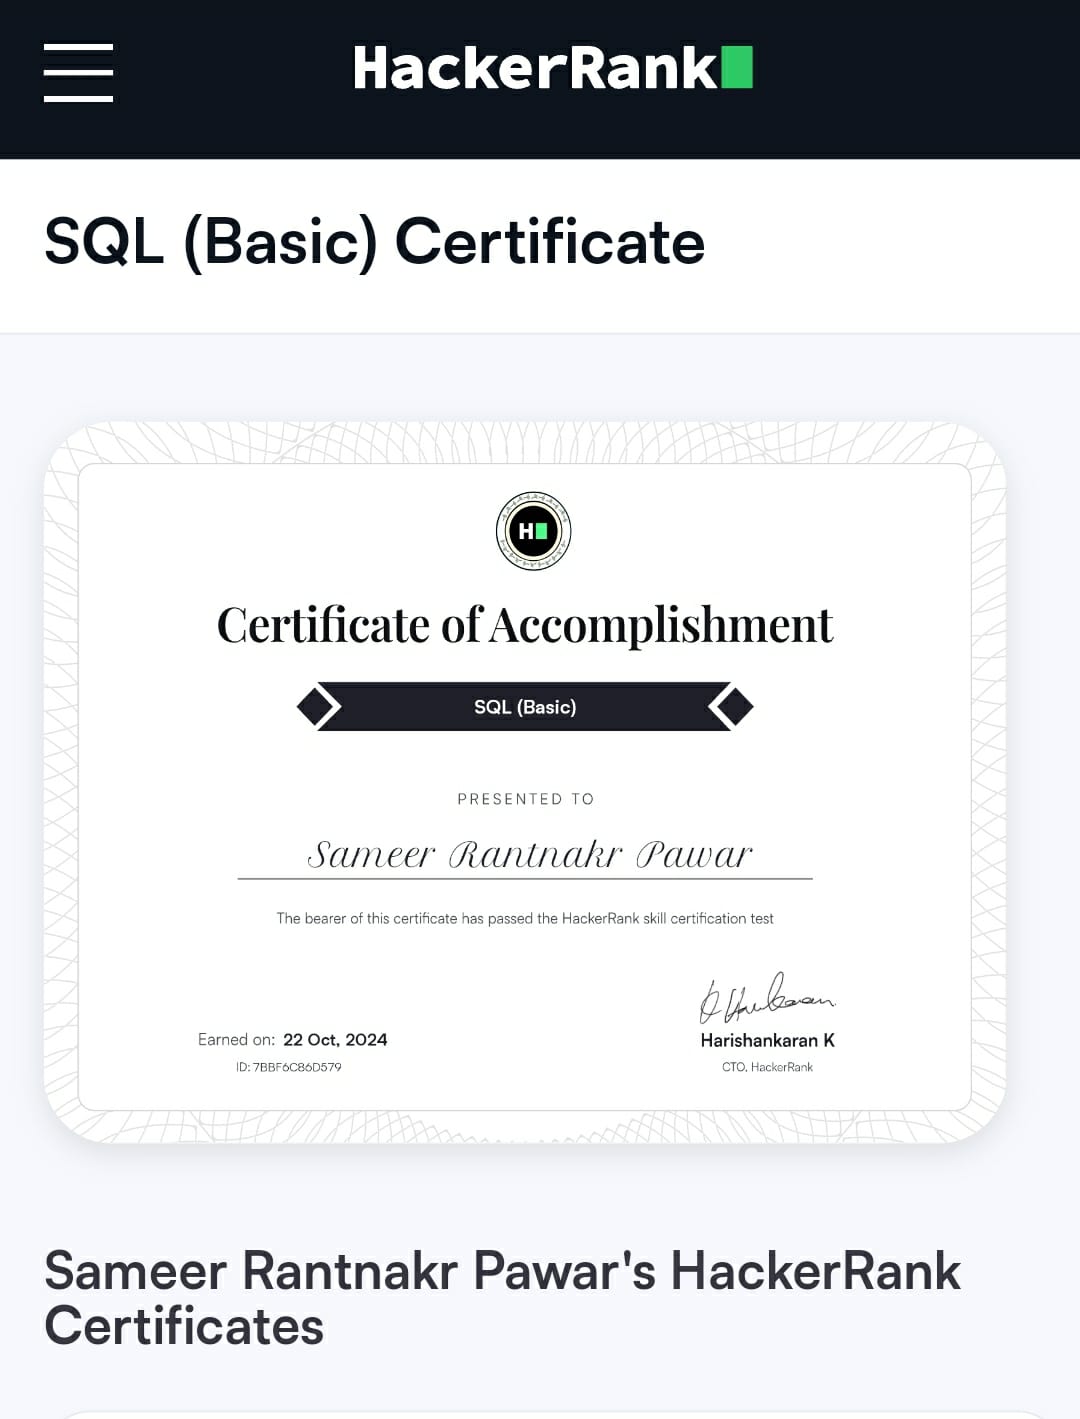 HackerRank
SQL (Basic) Certificate
H
Certificate of Accomplishment
SQL (Basic)
PRESENTED TO
Sameer Rantnakr Pawar
The bearer of this certificate has passed the HackerRank skill certification test
Earned on: 22 Oct, 2024
ID: 7BBF6C86D579
Harishankaran K
CTO, HackerRank
Sameer Rantnakr Pawar's HackerRank
Certificates